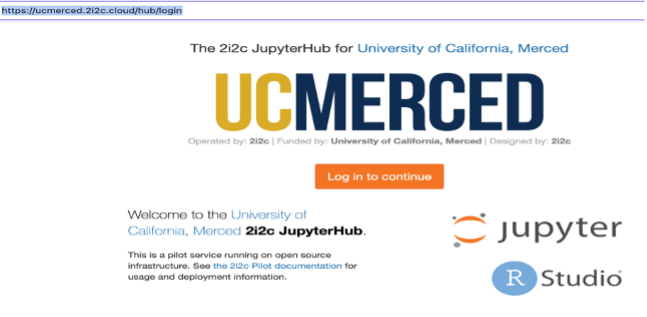 https://ucmerced.2i2c.cloud/hub/login
The 2i2c JupyterHub for University of California, Merced
UCMERCED
Operated by: 2i2c | Funded by: University of California, Merced | Designed by: 2i2c
Log in to continue
Welcome to the University of
California, Merced 2i2c JupyterHub.
This is a pilot service running on open source
infrastructure. See the 2i2c Pilot documentation for
usage and deployment information.
jupyter
R Studio